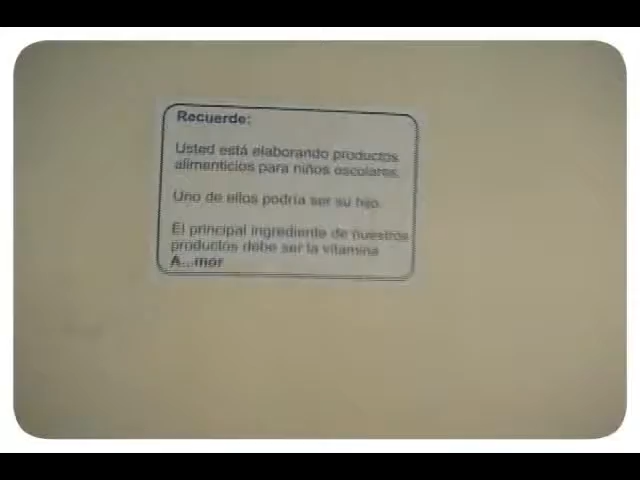 Recuerde:
Usted está elaborando productos
alimenticios para niños escolares.
Uno de ellos podría ser su hijo.
El principal ingrediente de nuestros
productos debe ser la vitamina
A...mor